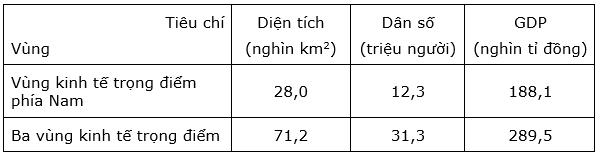 Tiêu chí Diện tích Dân số GDP
Vùng (nghìn km²) (triệu người) (nghìn tỉ đồng)
Vùng kinh tế trọng điểm
phía Nam 28,0 12,3 188,1
Ba vùng kinh tế trọng điểm 71,2 31,3 289,5